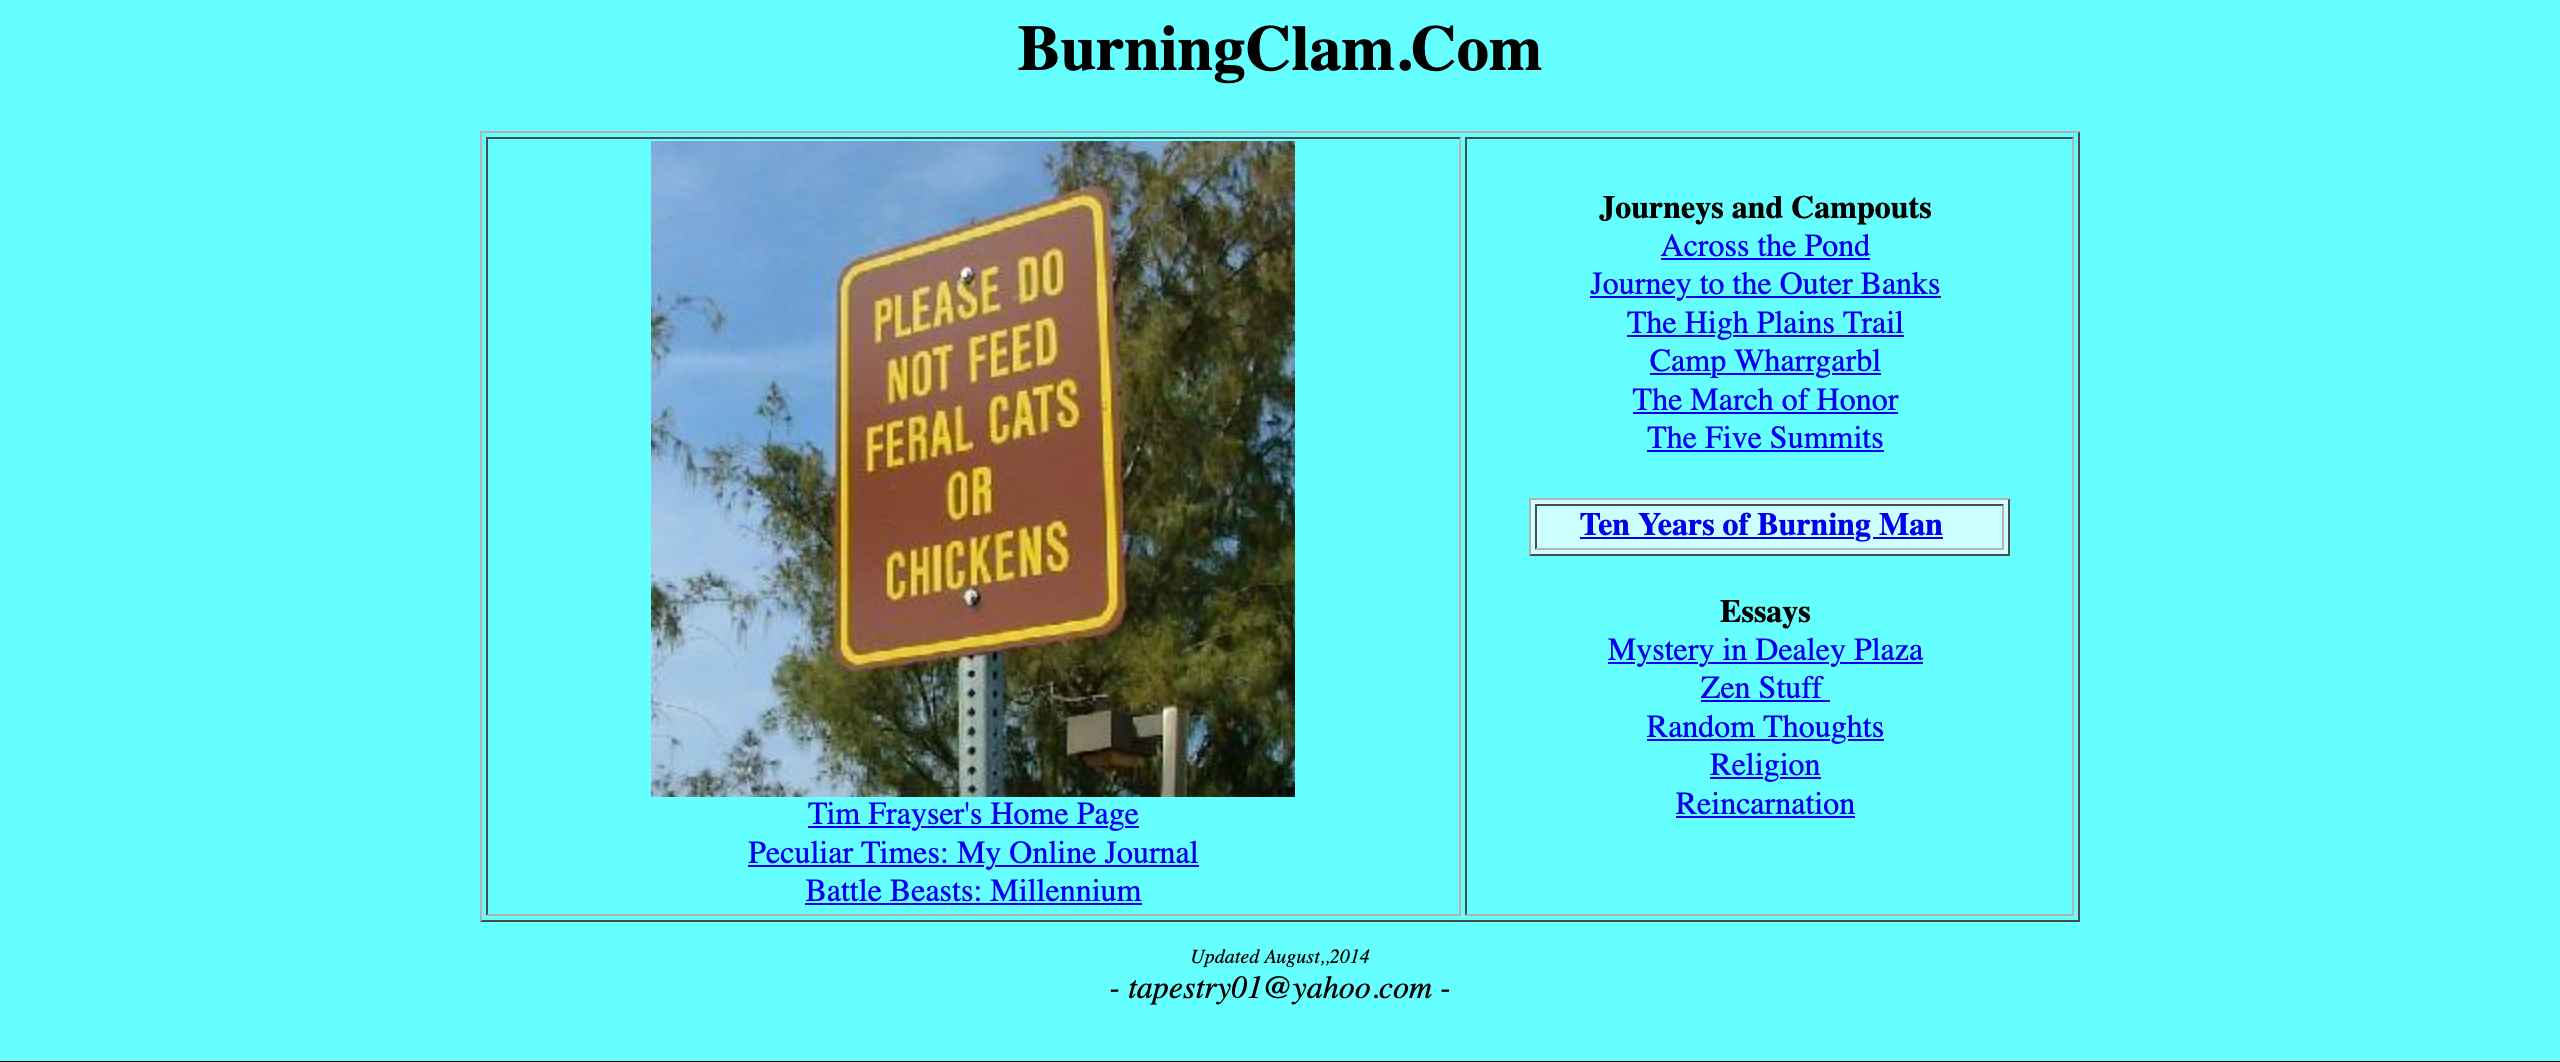 BurningClam.Com
PLEASE DO
NOT FEED
FERAL CATS
OR
CHICKENS
Tim Frayser's Home Page
Peculiar Times: My Online Journal
Battle Beasts: Millennium
Journeys and Campouts
Across the Pond
Journey to the Outer Banks
The High Plains Trail
Camp Wharrgarbl
The March of Honor
The Five Summits
Ten Years of Burning Man
Essays
Mystery in Dealey Plaza
Zen Stuff
Random Thoughts
Religion
Reincarnation
Updated August,,2014
- tapestry01@yahoo.com -